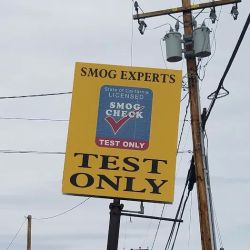 SMOG EXPERTS
State of California
LICENSED
SMOG
CHECK
TEST ONLY
TEST
ONLY